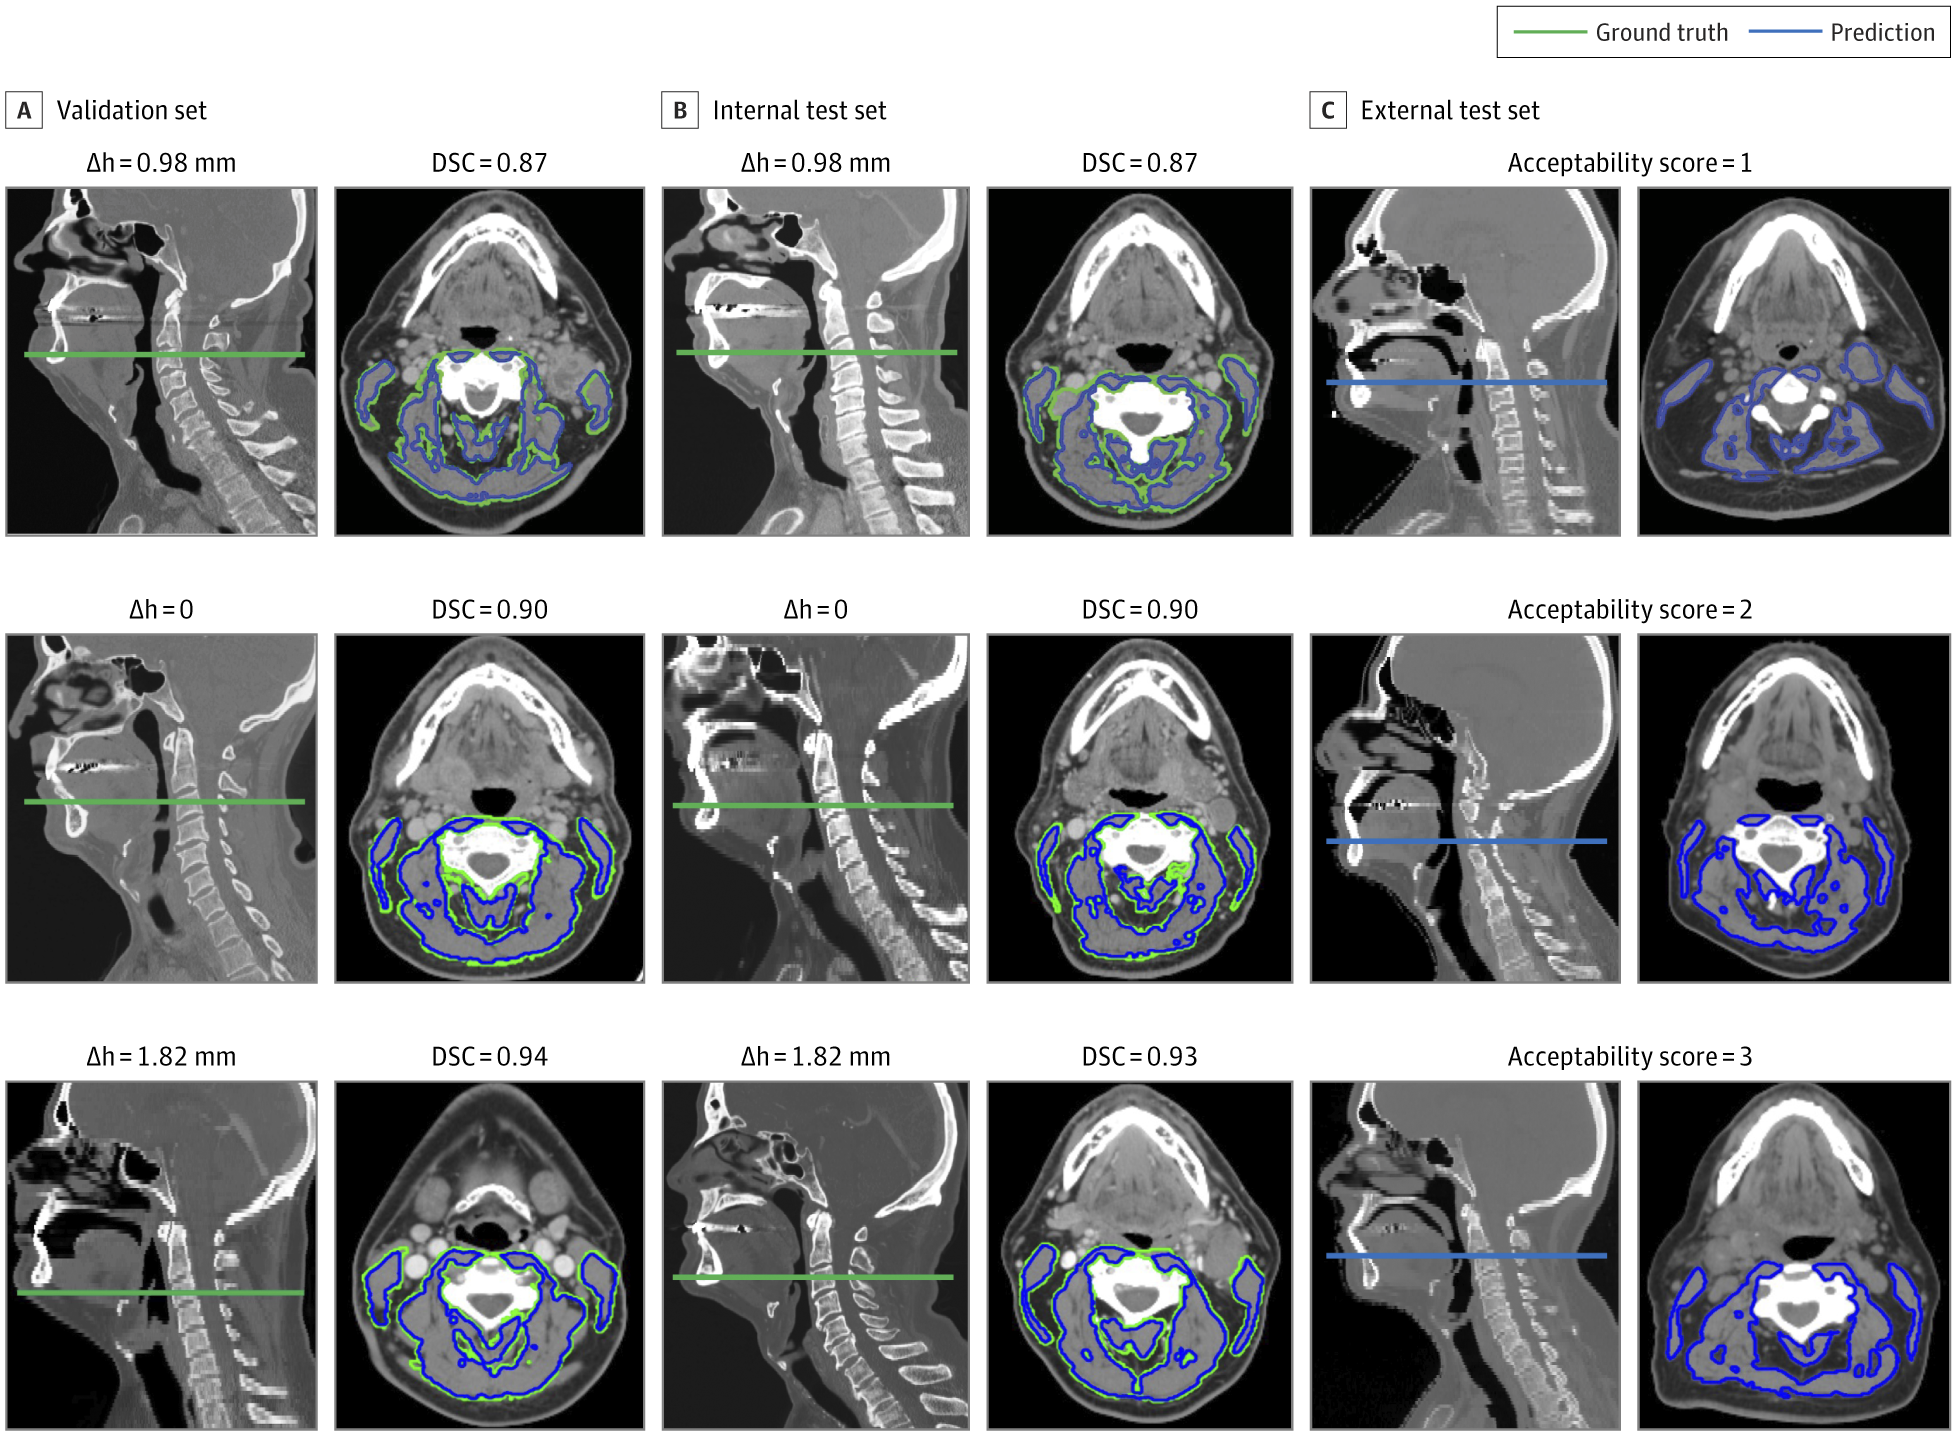 Ground truth Prediction
A Validation set B Internal test set C External test set
Δh = 0.98 mm DSC = 0.87 Δh = 0.98 mm DSC = 0.87 Acceptability score = 1
Δh = 0 DSC = 0.90 Δh = 0 DSC = 0.90 Acceptability score = 2
Δh = 1.82 mm DSC = 0.94 Δh = 1.82 mm DSC = 0.93 Acceptability score = 3